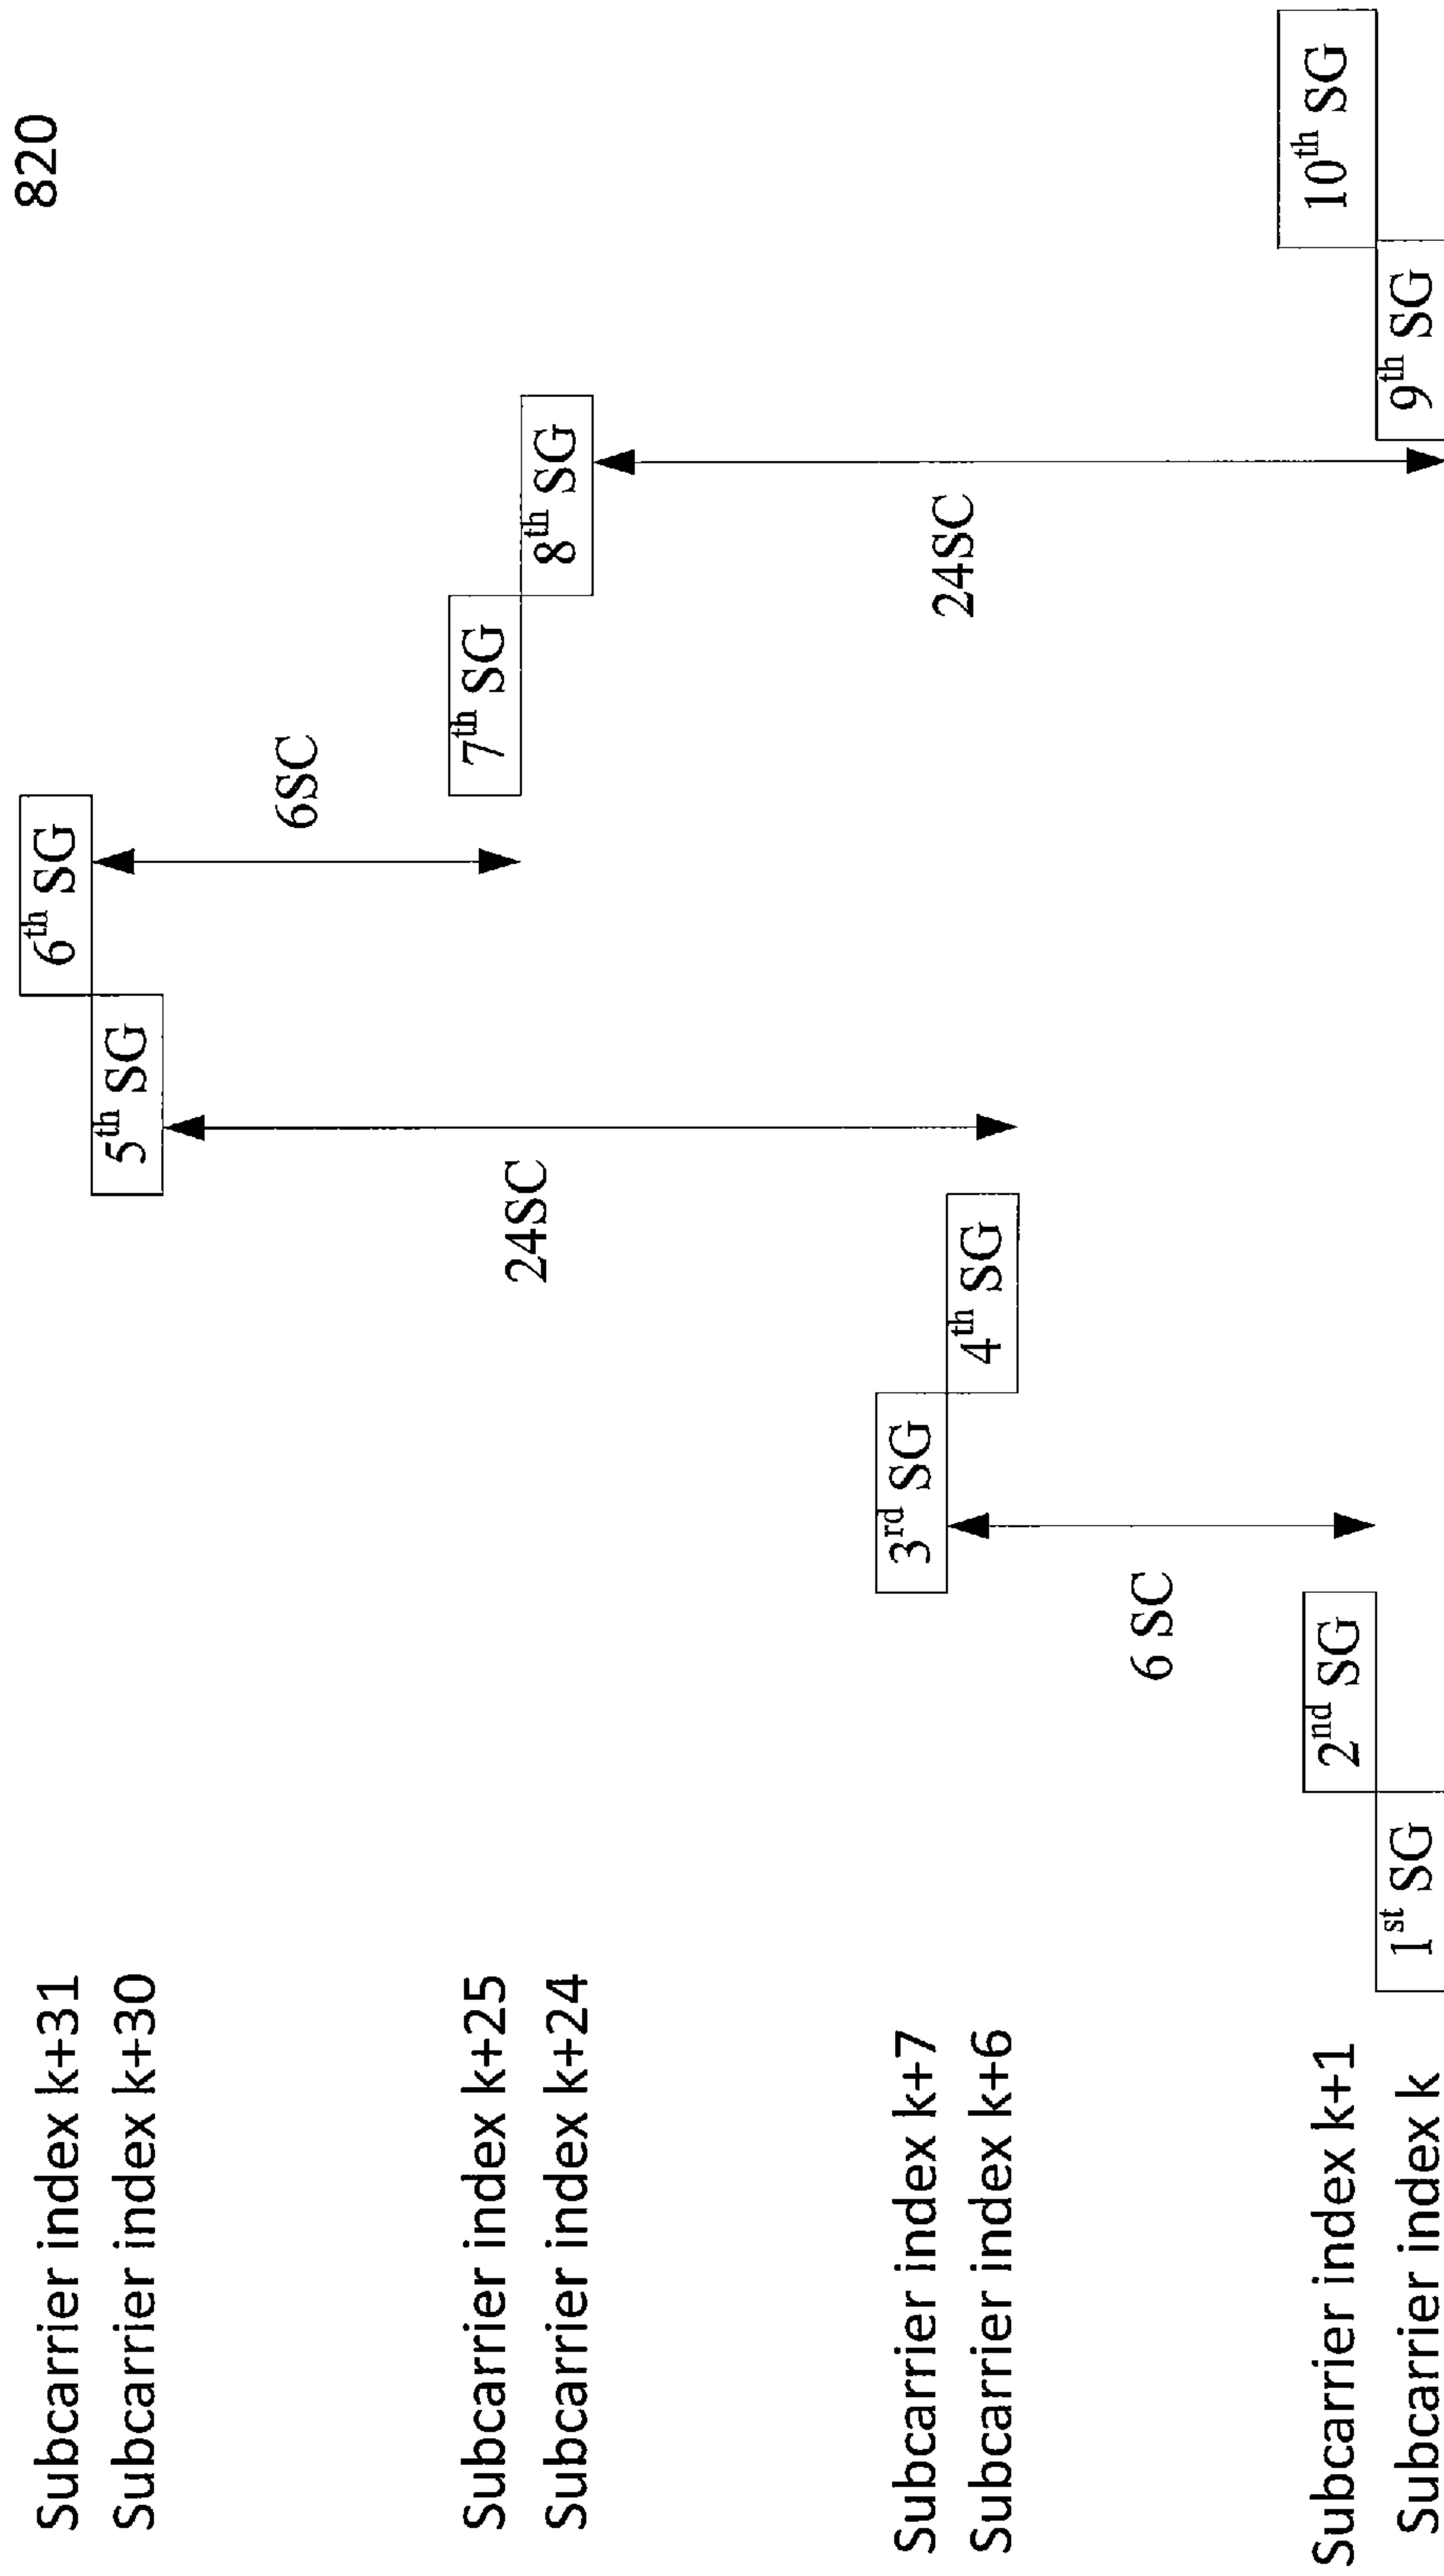 820
Subcarrier index k+31
Subcarrier index k+30
Subcarrier index k+25
Subcarrier index k+24
Subcarrier index k+7
Subcarrier index k+6
Subcarrier index k+1
Subcarrier index k
1st SG
2nd SG
6 SC
3rd SG
4th SG
24SC
5th SG
6th SG
6SC
7th SG
8th SG
24SC
9th SG
10th SG